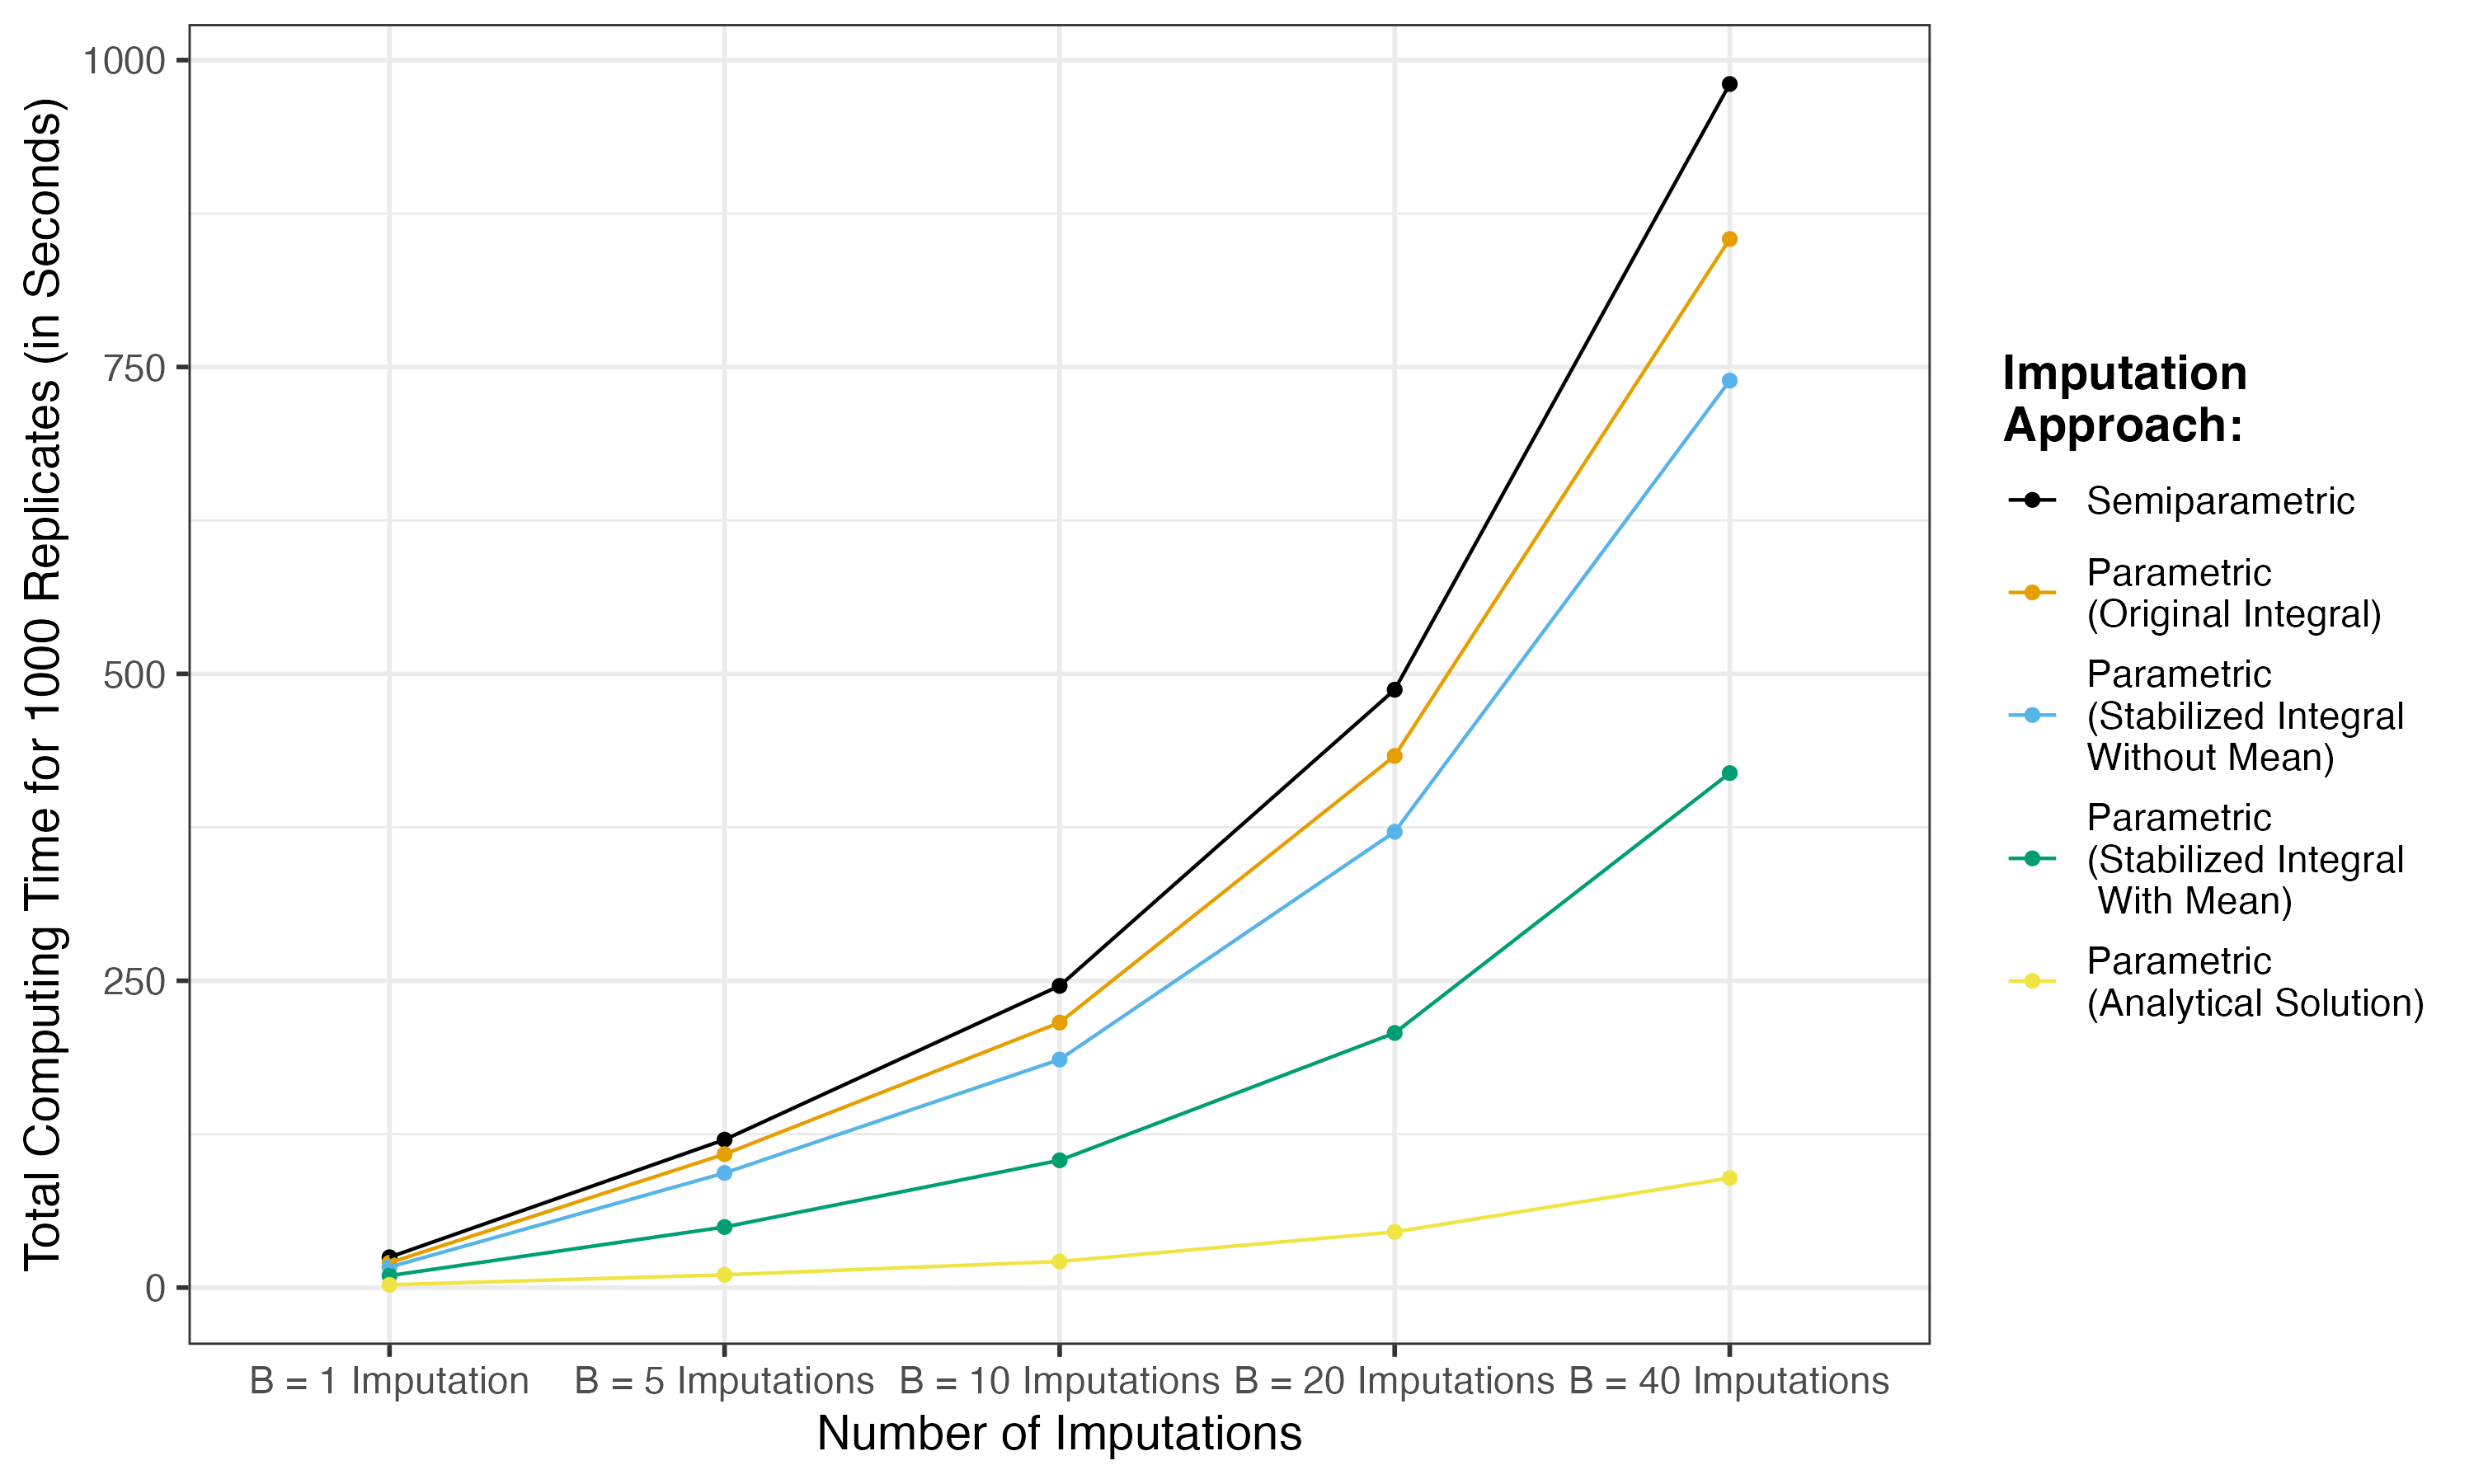 Total Computing Time for 1000 Replicates (in Seconds)
1000
750
500
250
0
B = 1 Imputation
B = 5 Imputations
B = 10 Imputations
B = 20 Imputations
B = 40 Imputations
Number of Imputations
Imputation
Approach:
Semiparametric
Parametric
(Original Integral)
Parametric
(Stabilized Integral
Without Mean)
Parametric
(Stabilized Integral
With Mean)
Parametric
(Analytical Solution)